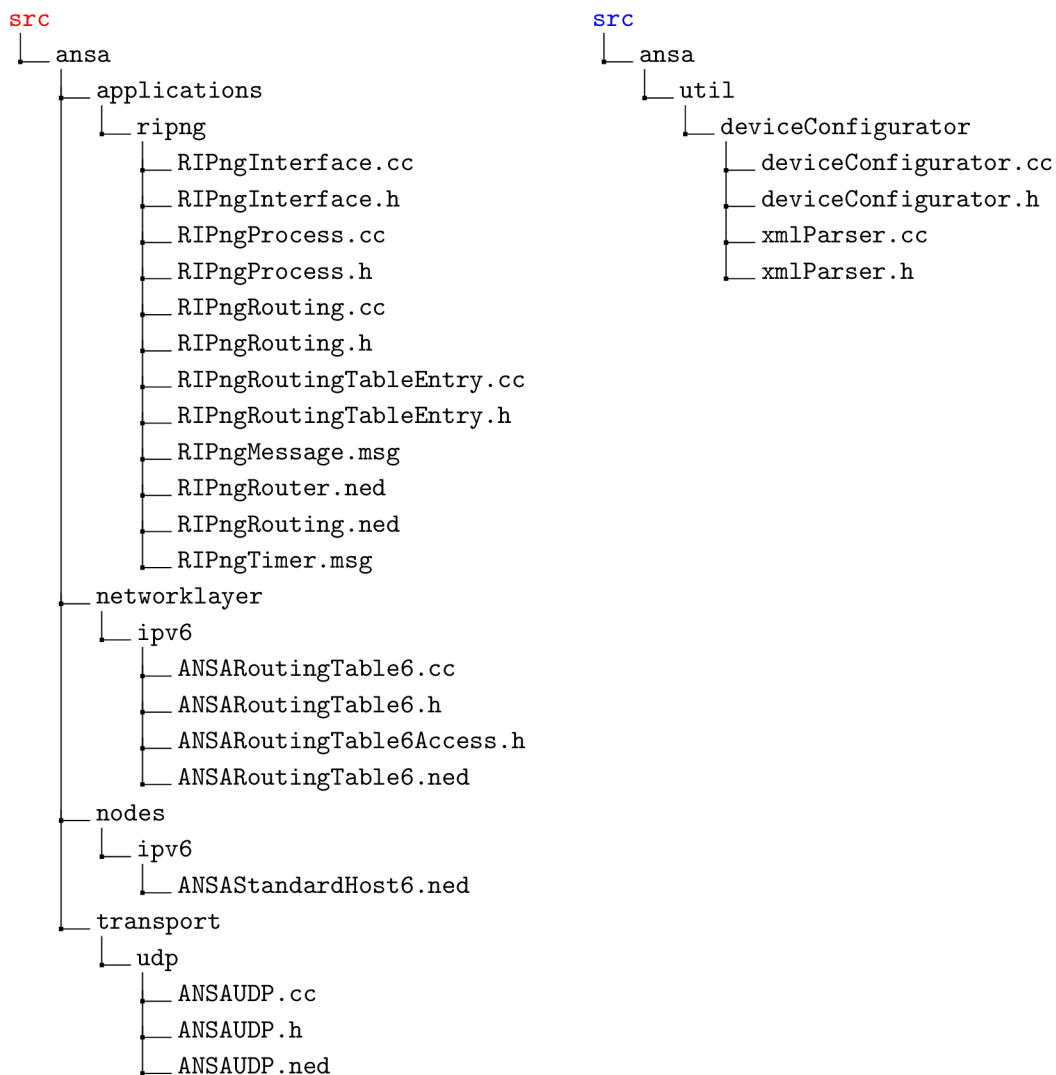 src
ansa
applications
ripng
RIPngInterface.cc
RIPngInterface.h
RIPngProcess.cc
RIPngProcess.h
RIPngRouting.cc
RIPngRouting.h
RIPngRoutingTableEntry.cc
RIPngRoutingTableEntry.h
RIPngMessage.msg
RIPngRouter.ned
RIPngRouting.ned
RIPngTimer.msg
networklayer
ipv6
ANSARoutingTable6.cc
ANSARoutingTable6.h
ANSARoutingTable6Access.h
ANSARoutingTable6.ned
nodes
ipv6
ANSAStandardHost6.ned
transport
udp
ANSAUDP.cc
ANSAUDP.h
ANSAUDP.ned
src
ansa
util
deviceConfigurator
deviceConfigurator.cc
deviceConfigurator.h
xmlParser.cc
xmlParser.h